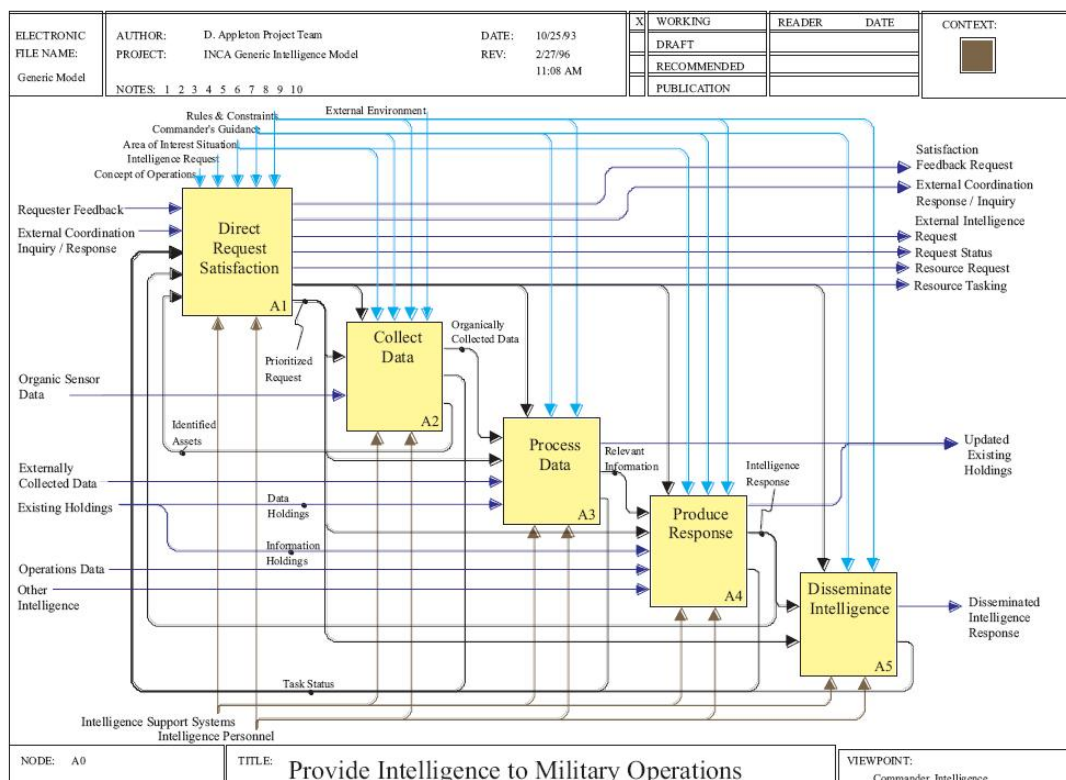 ELECTRONIC
FILE NAME:
Generic Model
AUTHOR: D. Appleton Project Team
PROJECT: INCA Generic Intelligence Model
NOTES: 1 2 3 4 5 6 7 8 9 10
DATE: 10/25/93
REV: 2/27/96
11:08 AM
X WORKING
DRAFT
RECOMMENDED
PUBLICATION
READER DATE
CONTEXT:
Rules & Constraints
External Environment
Commander's Guidance
Area of Interest Situation
Intelligence Request
Concept of Operations
Requester Feedback
External Coordination
Inquiry / Response
Direct
Request
Satisfaction
A1
Satisfaction
Feedback Request
External Coordination
Response / Inquiry
External Intelligence
Request
Request Status
Resource Request
Resource Tasking
Prioritized
Request
Collect
Data
A2
Organically
Collected Data
Organic Sensor
Data
Identified
Assets
Process
Data
A3
Relevant
Information
Updated
Existing
Holdings
Externally
Collected Data
Existing Holdings
Data
Holdings
Information
Holdings
Produce
Response
A4
Intelligence
Response
Operations Data
Other
Intelligence
Disseminate
Intelligence
A5
Disseminated
Intelligence
Response
Task Status
Intelligence Support Systems
Intelligence Personnel
NODE: A0
TITLE: Provide Intelligence to Military Operations
VIEWPOINT:
Commander, Intelligence